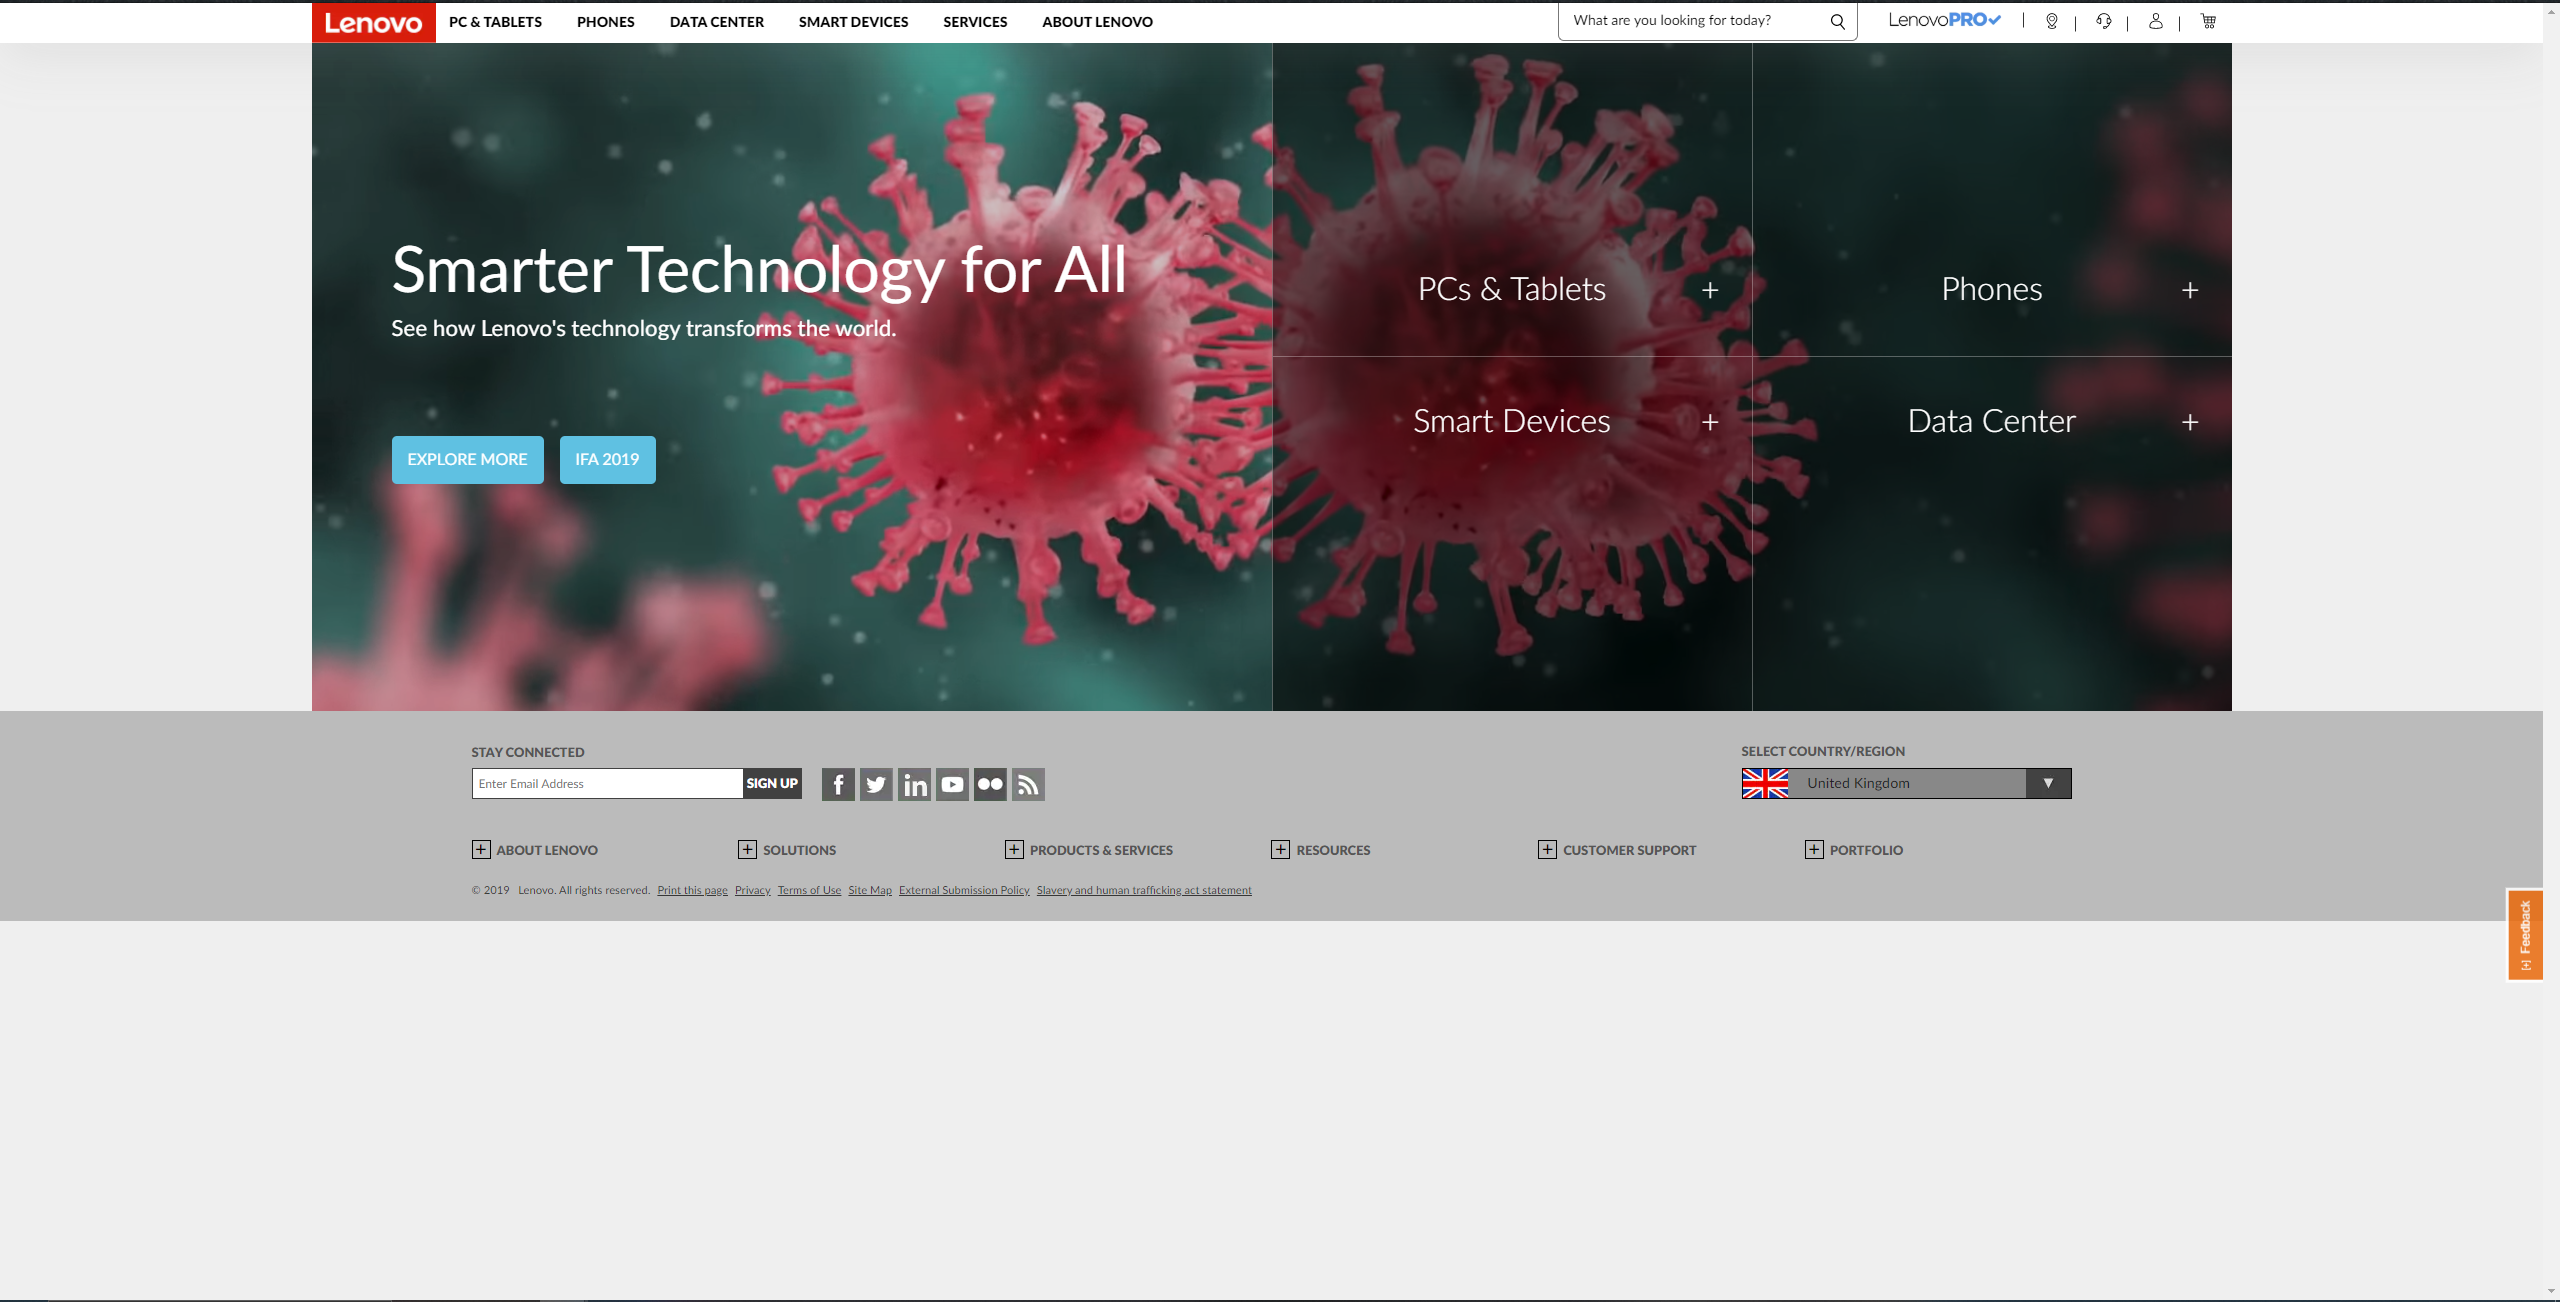 Lenovo
PC & TABLETS
PHONES
DATA CENTER
SMART DEVICES
SERVICES
ABOUT LENOVO
What are you looking for today?
LenovoPRO
Smarter Technology for All
See how Lenovo's technology transforms the world.
EXPLORE MORE
IFA 2019
PCs & Tablets +
Phones +
Smart Devices +
Data Center +
STAY CONNECTED
Enter Email Address
SIGN UP
SELECT COUNTRY/REGION
United Kingdom
+ ABOUT LENOVO
+ SOLUTIONS
+ PRODUCTS & SERVICES
+ RESOURCES
+ CUSTOMER SUPPORT
+ PORTFOLIO
© 2019 Lenovo. All rights reserved. Print this page Privacy Terms of Use Site Map External Submission Policy Slavery and human trafficking act statement
[+] Feedback